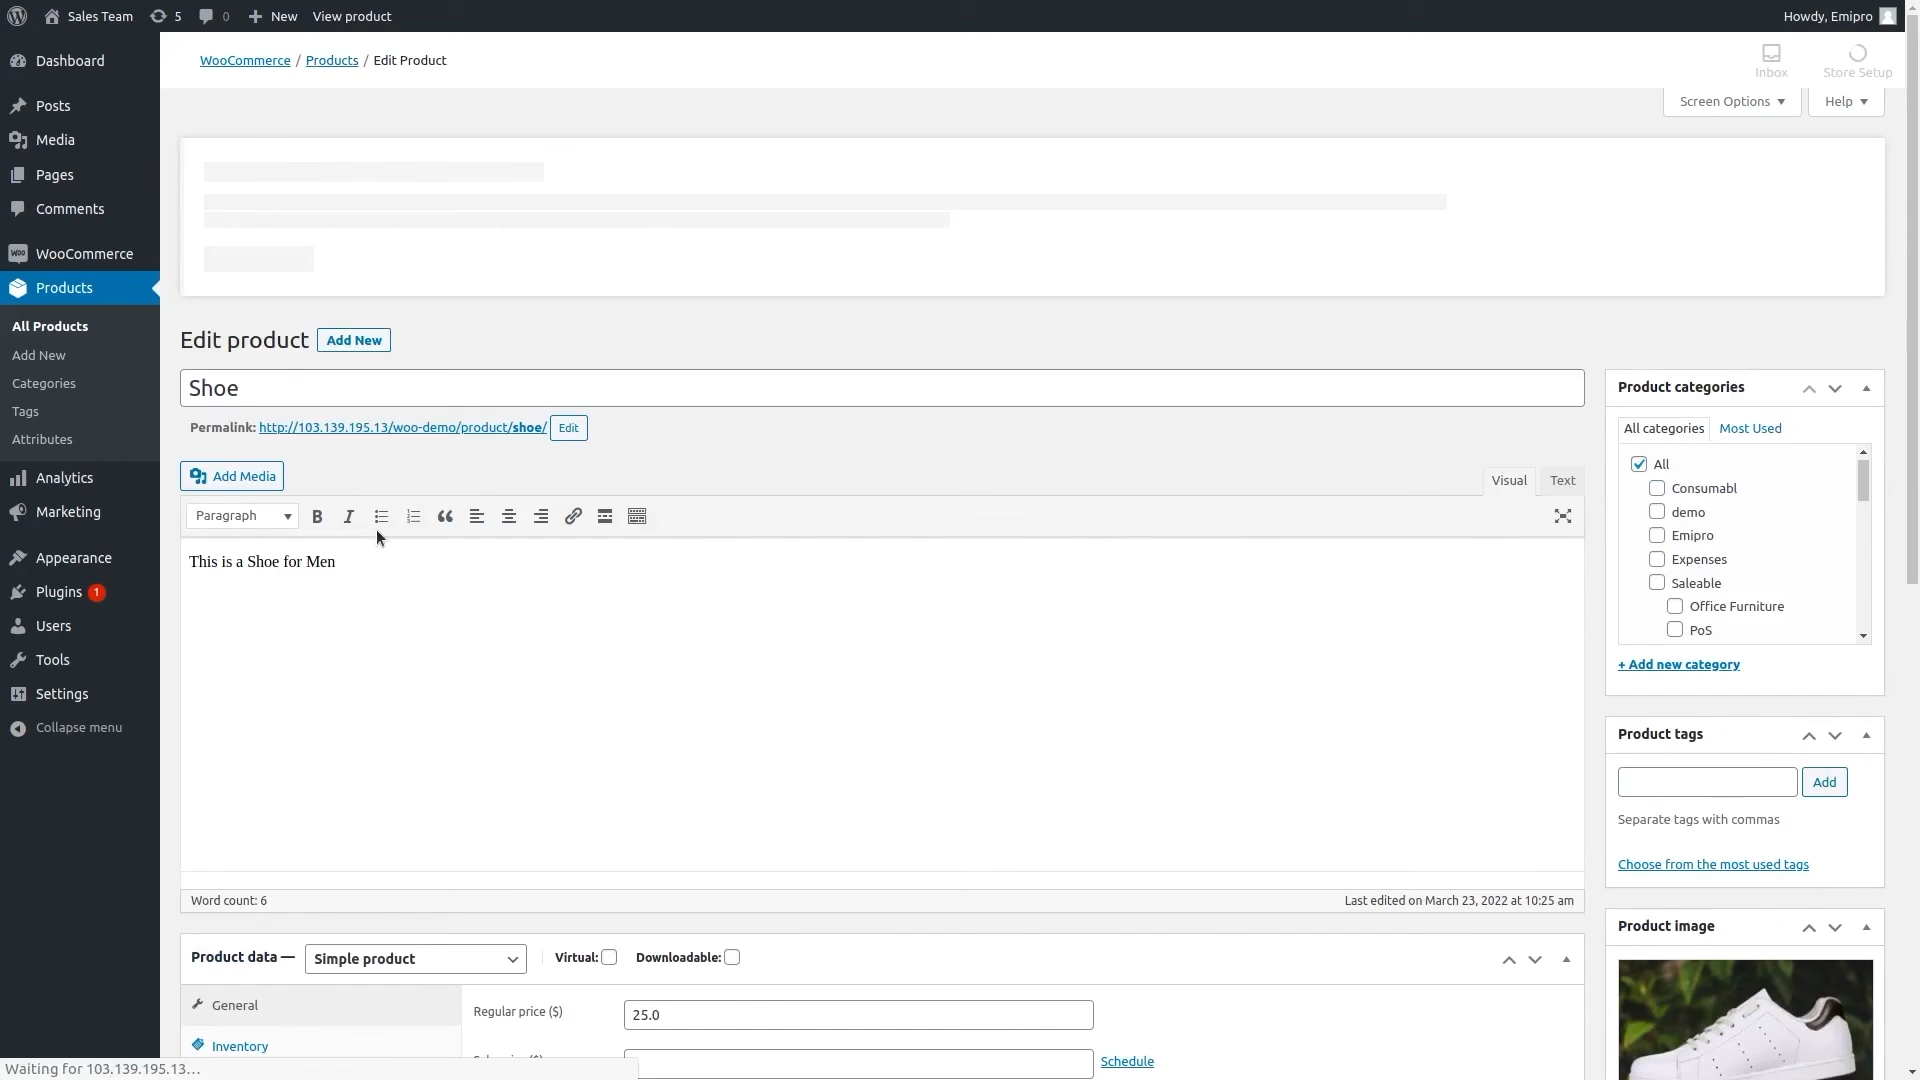 Sales Team
5
0
New
View product
Howdy, Emipro
Dashboard
Posts
Media
Pages
Comments
WooCommerce
Products
All Products
Add New
Categories
Tags
Attributes
Analytics
Marketing
Appearance
Plugins 1
Users
Tools
Settings
Collapse menu
WooCommerce / Products / Edit Product
Inbox
Store Setup
Screen Options
Help
Edit product
Add New
Shoe
Permalink: http://103.139.195.13/woo-demo/product/shoe/
Edit
Add Media
Visual
Text
Paragraph
This is a Shoe for Men
Word count: 6
Last edited on March 23, 2022 at 10:25 am
Product data —
Simple product
Virtual:
Downloadable:
General
Inventory
Regular price ($)
25.0
Schedule
Product categories
All categories
Most Used
All
Consumabl
demo
Emipro
Expenses
Saleable
Office Furniture
PoS
+ Add new category
Product tags
Add
Separate tags with commas
Choose from the most used tags
Product image
Waiting for 103.139.195.13...